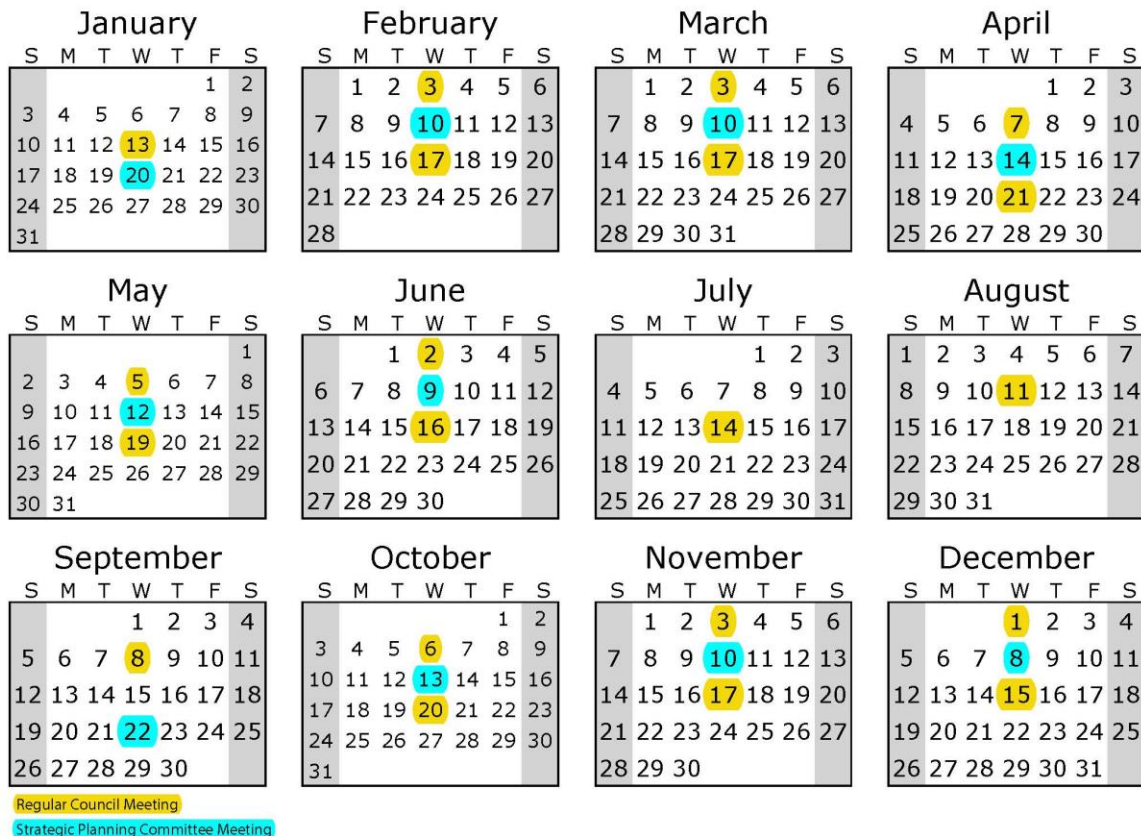 January
S M T W T F S
1 2
3 4 5 6 7 8 9
10 11 12 13 14 15 16
17 18 19 20 21 22 23
24 25 26 27 28 29 30
31
February
S M T W T F S
1 2 3 4 5 6
7 8 9 10 11 12 13
14 15 16 17 18 19 20
21 22 23 24 25 26 27
28
March
S M T W T F S
1 2 3 4 5 6
7 8 9 10 11 12 13
14 15 16 17 18 19 20
21 22 23 24 25 26 27
28 29 30 31
April
S M T W T F S
1 2 3
4 5 6 7 8 9 10
11 12 13 14 15 16 17
18 19 20 21 22 23 24
25 26 27 28 29 30
May
S M T W T F S
1
2 3 4 5 6 7 8
9 10 11 12 13 14 15
16 17 18 19 20 21 22
23 24 25 26 27 28 29
30 31
June
S M T W T F S
1 2 3 4 5
6 7 8 9 10 11 12
13 14 15 16 17 18 19
20 21 22 23 24 25 26
27 28 29 30
July
S M T W T F S
1 2 3
4 5 6 7 8 9 10
11 12 13 14 15 16 17
18 19 20 21 22 23 24
25 26 27 28 29 30 31
August
S M T W T F S
1 2 3 4 5 6 7
8 9 10 11 12 13 14
15 16 17 18 19 20 21
22 23 24 25 26 27 28
29 30 31
September
S M T W T F S
1 2 3 4
5 6 7 8 9 10 11
12 13 14 15 16 17 18
19 20 21 22 23 24 25
26 27 28 29 30
October
S M T W T F S
1 2
3 4 5 6 7 8 9
10 11 12 13 14 15 16
17 18 19 20 21 22 23
24 25 26 27 28 29 30
31
November
S M T W T F S
1 2 3 4 5 6
7 8 9 10 11 12 13
14 15 16 17 18 19 20
21 22 23 24 25 26 27
28 29 30
December
S M T W T F S
1 2 3 4
5 6 7 8 9 10 11
12 13 14 15 16 17 18
19 20 21 22 23 24 25
26 27 28 29 30 31
Regular Council Meeting
Strategic Planning Committee Meeting